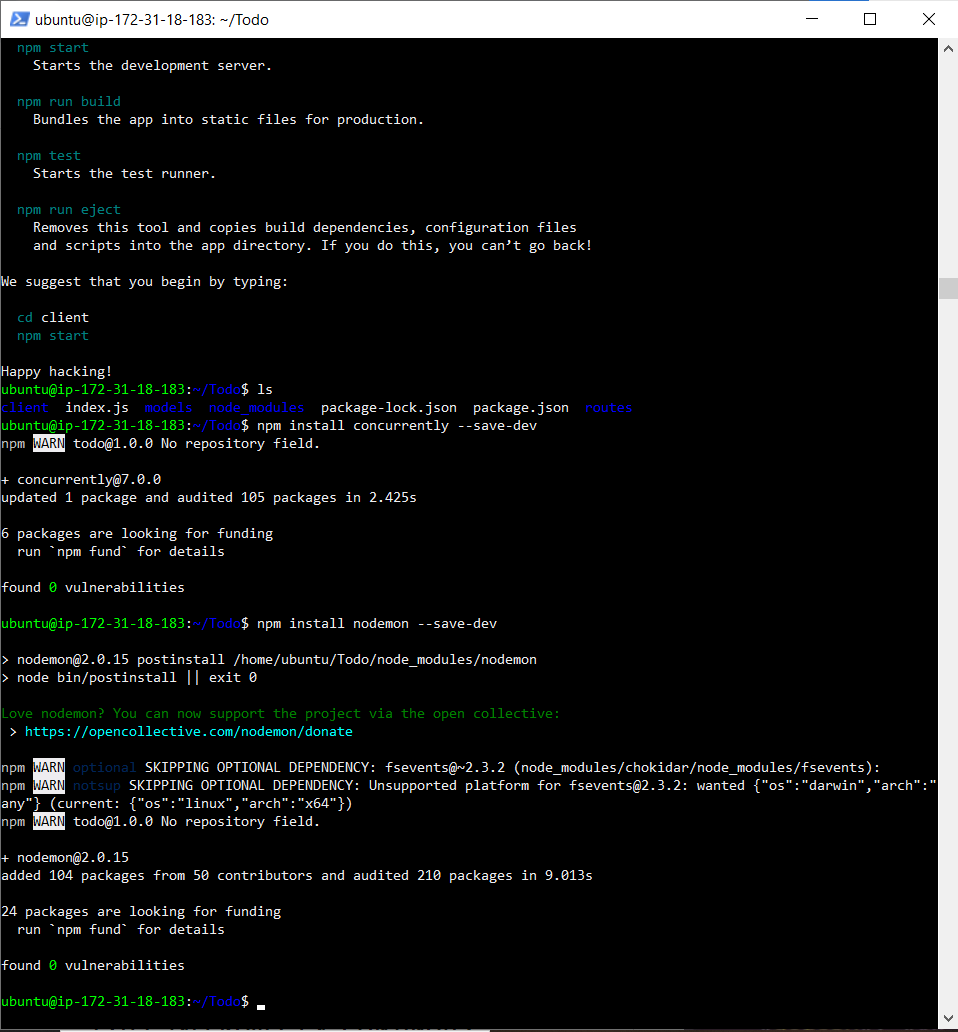 ubuntu@ip-172-31-18-183: ~/Todo
npm start
Starts the development server.
npm run build
Bundles the app into static files for production.
npm test
Starts the test runner.
npm run eject
Removes this tool and copies build dependencies, configuration files
and scripts into the app directory. If you do this, you can’t go back!
We suggest that you begin by typing:
cd client
npm start
Happy hacking!
ubuntu@ip-172-31-18-183:~/Todo$ ls
client index.js models node_modules package-lock.json package.json routes
ubuntu@ip-172-31-18-183:~/Todo$ npm install concurrently --save-dev
npm WARN todo@1.0.0 No repository field.
+ concurrently@7.0.0
updated 1 package and audited 105 packages in 2.425s
6 packages are looking for funding
run `npm fund` for details
found 0 vulnerabilities
ubuntu@ip-172-31-18-183:~/Todo$ npm install nodemon --save-dev
> nodemon@2.0.15 postinstall /home/ubuntu/Todo/node_modules/nodemon
> node bin/postinstall || exit 0
Love nodemon? You can now support the project via the open collective:
> https://opencollective.com/nodemon/donate
npm WARN optional SKIPPING OPTIONAL DEPENDENCY: fsevents@~2.3.2 (node_modules/chokidar/node_modules/fsevents):
npm WARN notsup SKIPPING OPTIONAL DEPENDENCY: Unsupported platform for fsevents@2.3.2: wanted {"os":"darwin","arch":"
any"} (current: {"os":"linux","arch":"x64"})
npm WARN todo@1.0.0 No repository field.
+ nodemon@2.0.15
added 104 packages from 50 contributors and audited 210 packages in 9.013s
24 packages are looking for funding
run `npm fund` for details
found 0 vulnerabilities
ubuntu@ip-172-31-18-183:~/Todo$